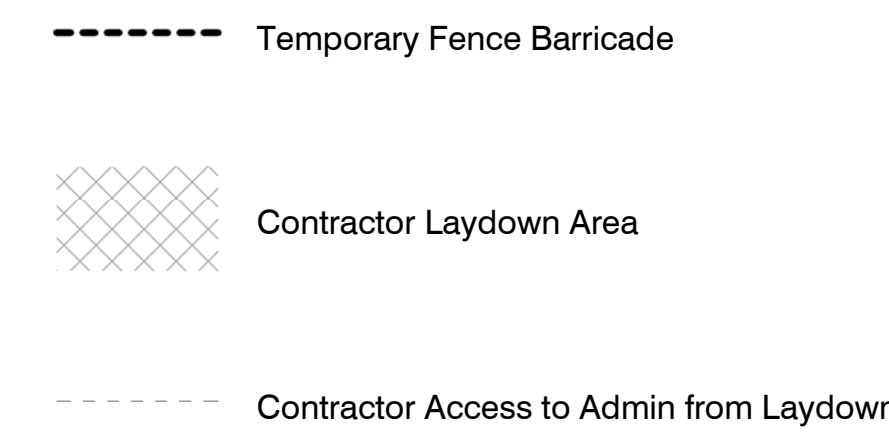 Temporary Fence Barricade
Contractor Laydown Area
Contractor Access to Admin from Laydown